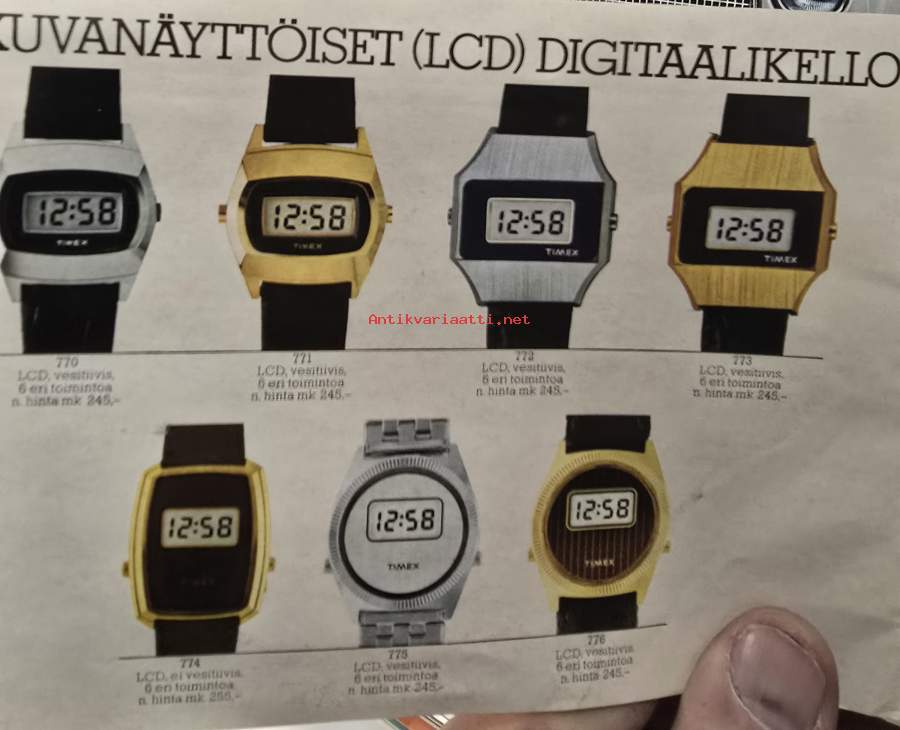 KUVANÄYTTÖISET (LCD) DIGITAALIKELLO
12:58
TIMEX
12:58
TIMEX
12:58
TIMEX
12:58
TIMEX
Antikvariaatti.net
770
LCD, vesitiivis,
6 eri toimintoa
n. hinta mk 245,-
771
LCD, vesitiivis,
6 eri toimintoa
n. hinta mk 245,-
772
LCD, vesitiivis,
6 eri toimintoa
n. hinta mk 245,-
773
LCD, vesitiivis,
6 eri toimintoa
n. hinta mk 245,-
12:58
TIMEX
12:58
TIMEX
12:58
TIMEX
774
LCD, ei vesitiivis,
6 eri toimintoa
n. hinta mk 255,-
775
LCD, vesitiivis,
6 eri toimintoa
n. hinta mk 245,-
776
LCD, vesitiivis,
6 eri toimintoa
n. hinta mk 245,-